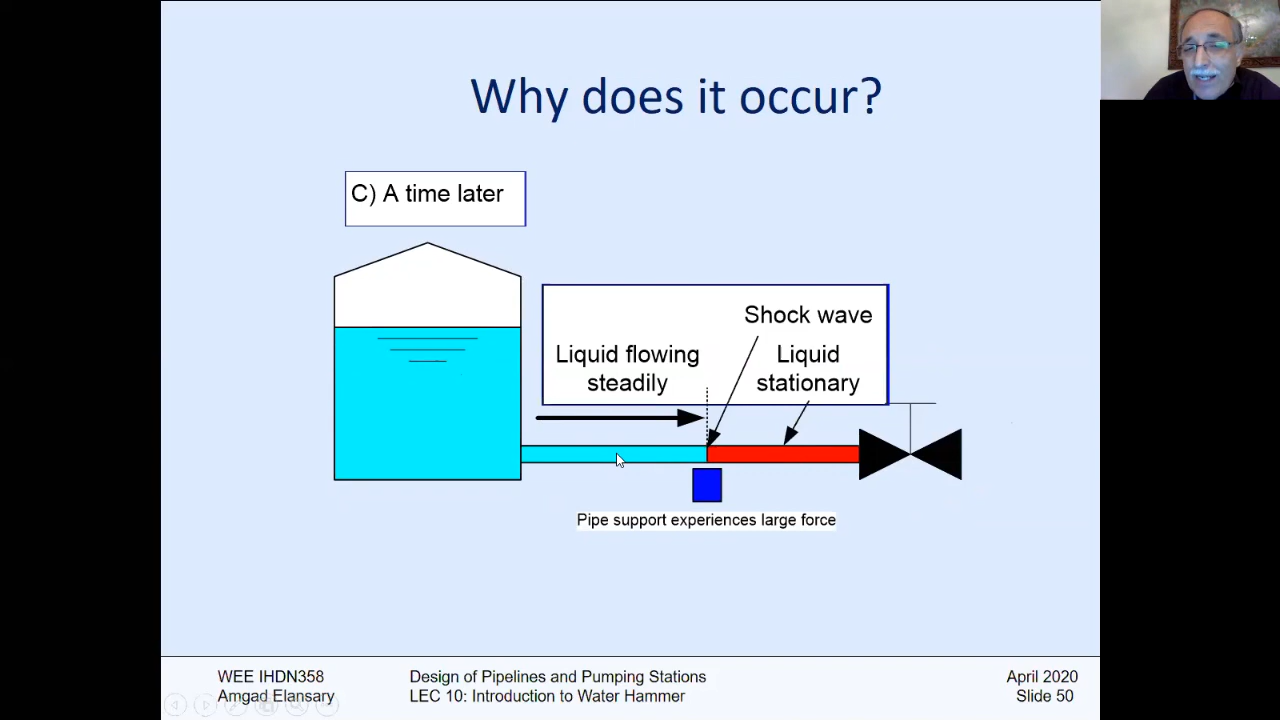 Why does it occur?
C) A time later
Shock wave
Liquid flowing
steadily
Liquid
stationary
Pipe support experiences large force
WEE IHDN358
Amgad Elansary
Design of Pipelines and Pumping Stations
LEC 10: Introduction to Water Hammer
April 2020
Slide 50